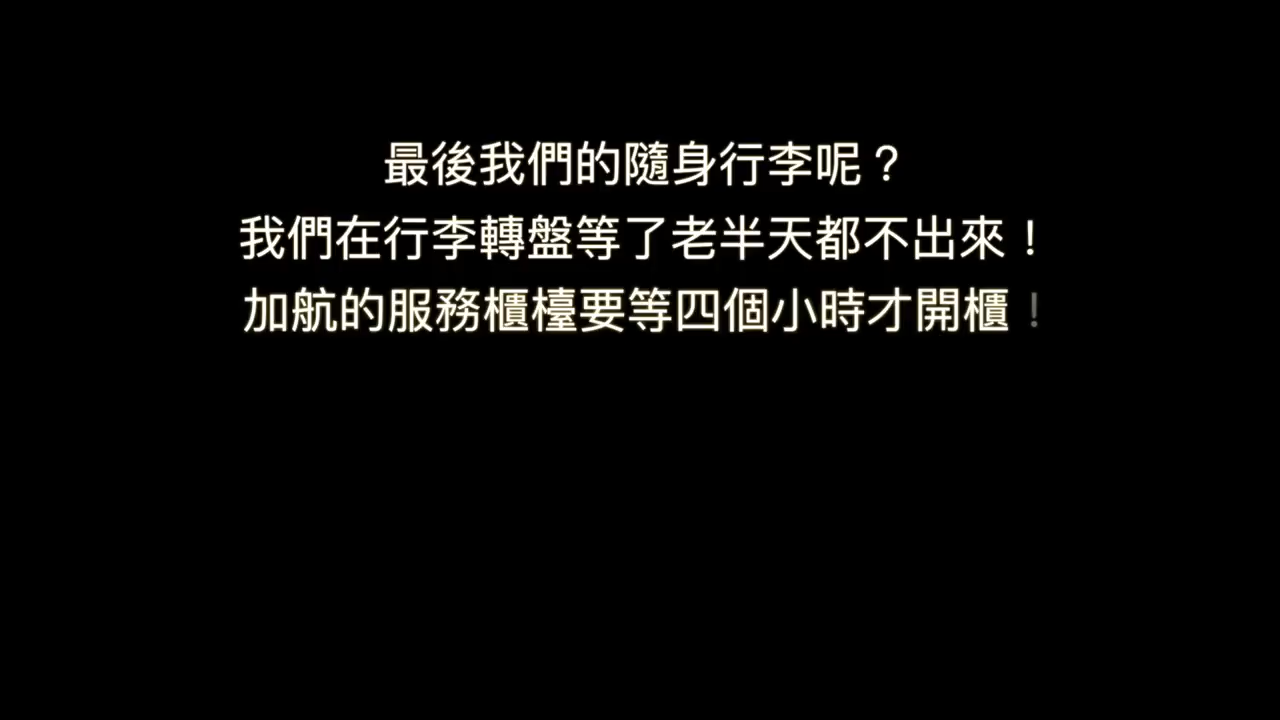 最後我們的隨身行李呢？
我們在行李轉盤等了老半天都不出來！
加航的服務櫃檯要等四個小時才開櫃！